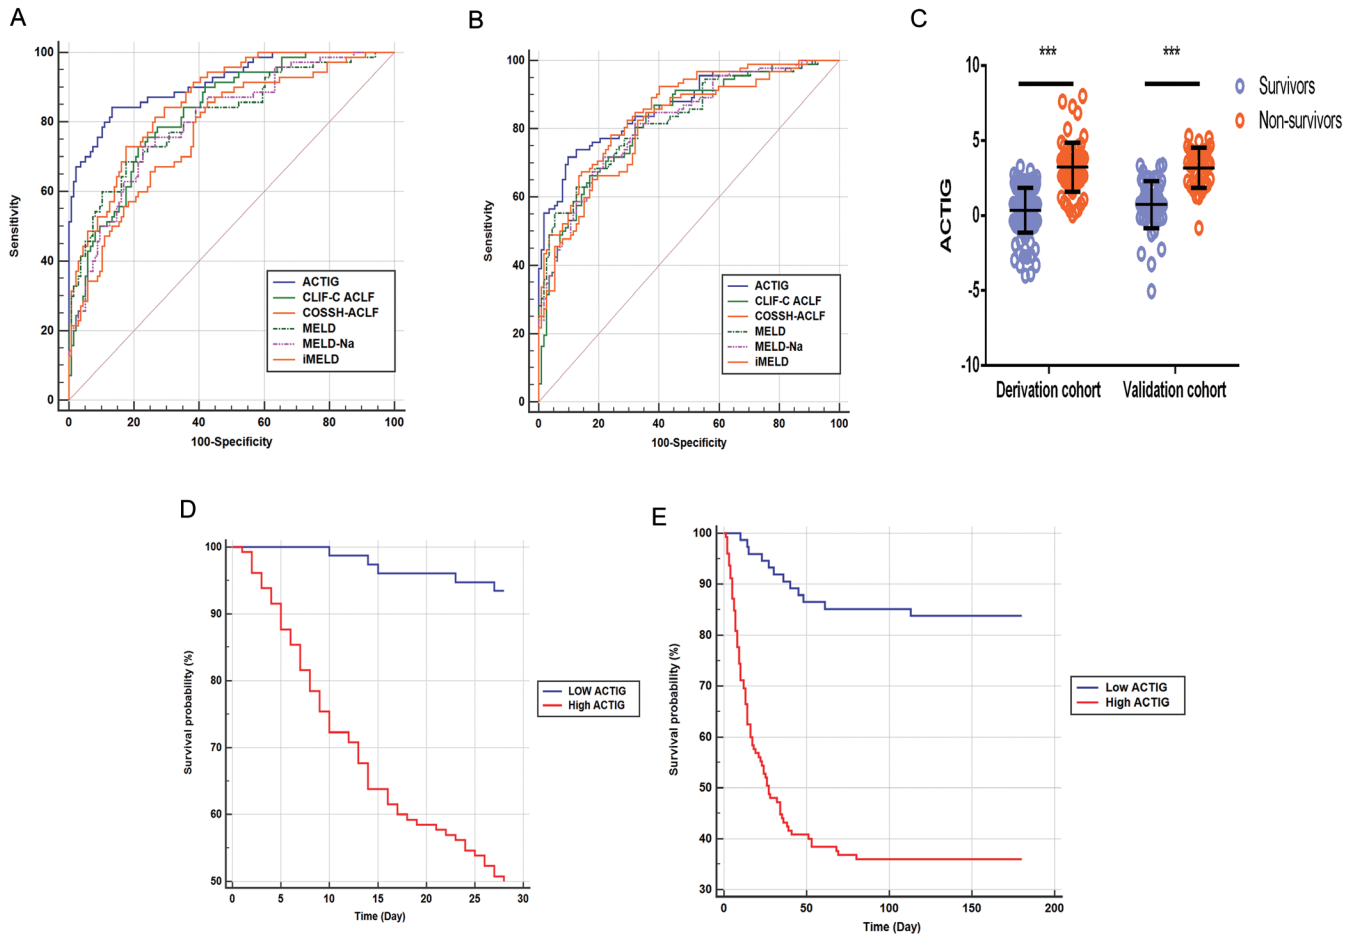 A
100
80
60
40
20
0
Sensitivity
0 20 40 60 80 100
100-Specificity
ACTIG
CLIF-C ACLF
COSSH-ACLF
MELD
MELD-Na
iMELD
B
100
80
60
40
20
0
Sensitivity
0 20 40 60 80 100
100-Specificity
ACTIG
CLIF-C ACLF
COSSH-ACLF
MELD
MELD-Na
iMELD
C
*** ***
10
5
0
-5
-10
ACTIG
Derivation cohort Validation cohort
Survivors
Non-survivors
D
100
90
80
70
60
50
Survival probability (%)
0 5 10 15 20 25 30
Time (Day)
LOW ACTIG
High ACTIG
E
100
90
80
70
60
50
40
30
Survival probability (%)
0 50 100 150 200
Time (Day)
Low ACTIG
High ACTIG